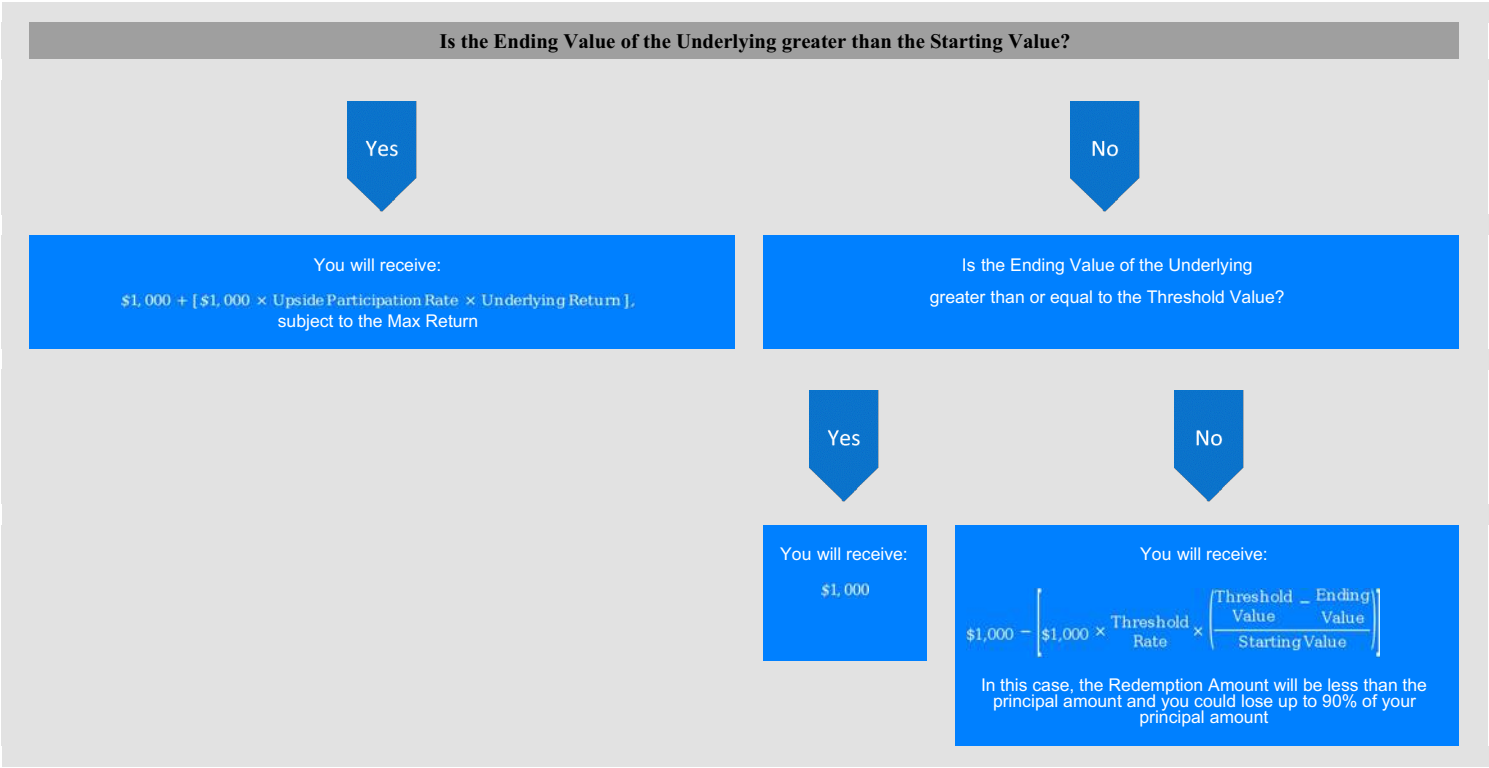 Is the Ending Value of the Underlying greater than the Starting Value?
Yes
No
You will receive:
$1, 000 + [ $1, 000 × Upside Participation Rate × Underlying Return ],
subject to the Max Return
Is the Ending Value of the Underlying
greater than or equal to the Threshold Value?
Yes
No
You will receive:
$1, 000
You will receive:
$1,000 − [$1,000 × Threshold Rate × (Threshold Value − Ending Value / Starting Value)]
In this case, the Redemption Amount will be less than the
principal amount and you could lose up to 90% of your
principal amount